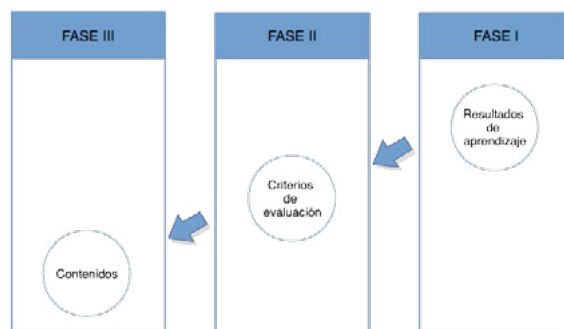 FASE III
FASE II
FASE I
Resultados
de
aprendizaje
Criterios
de
evaluación
Contenidos